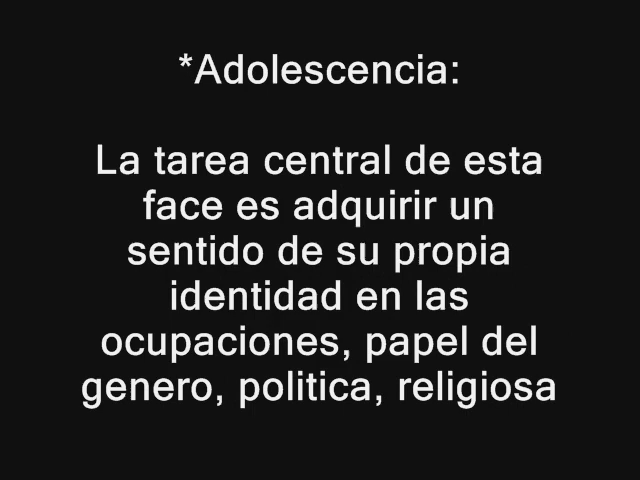 *Adolescencia:
La tarea central de esta
face es adquirir un
sentido de su propia
identidad en las
ocupaciones, papel del
genero, politica, religiosa